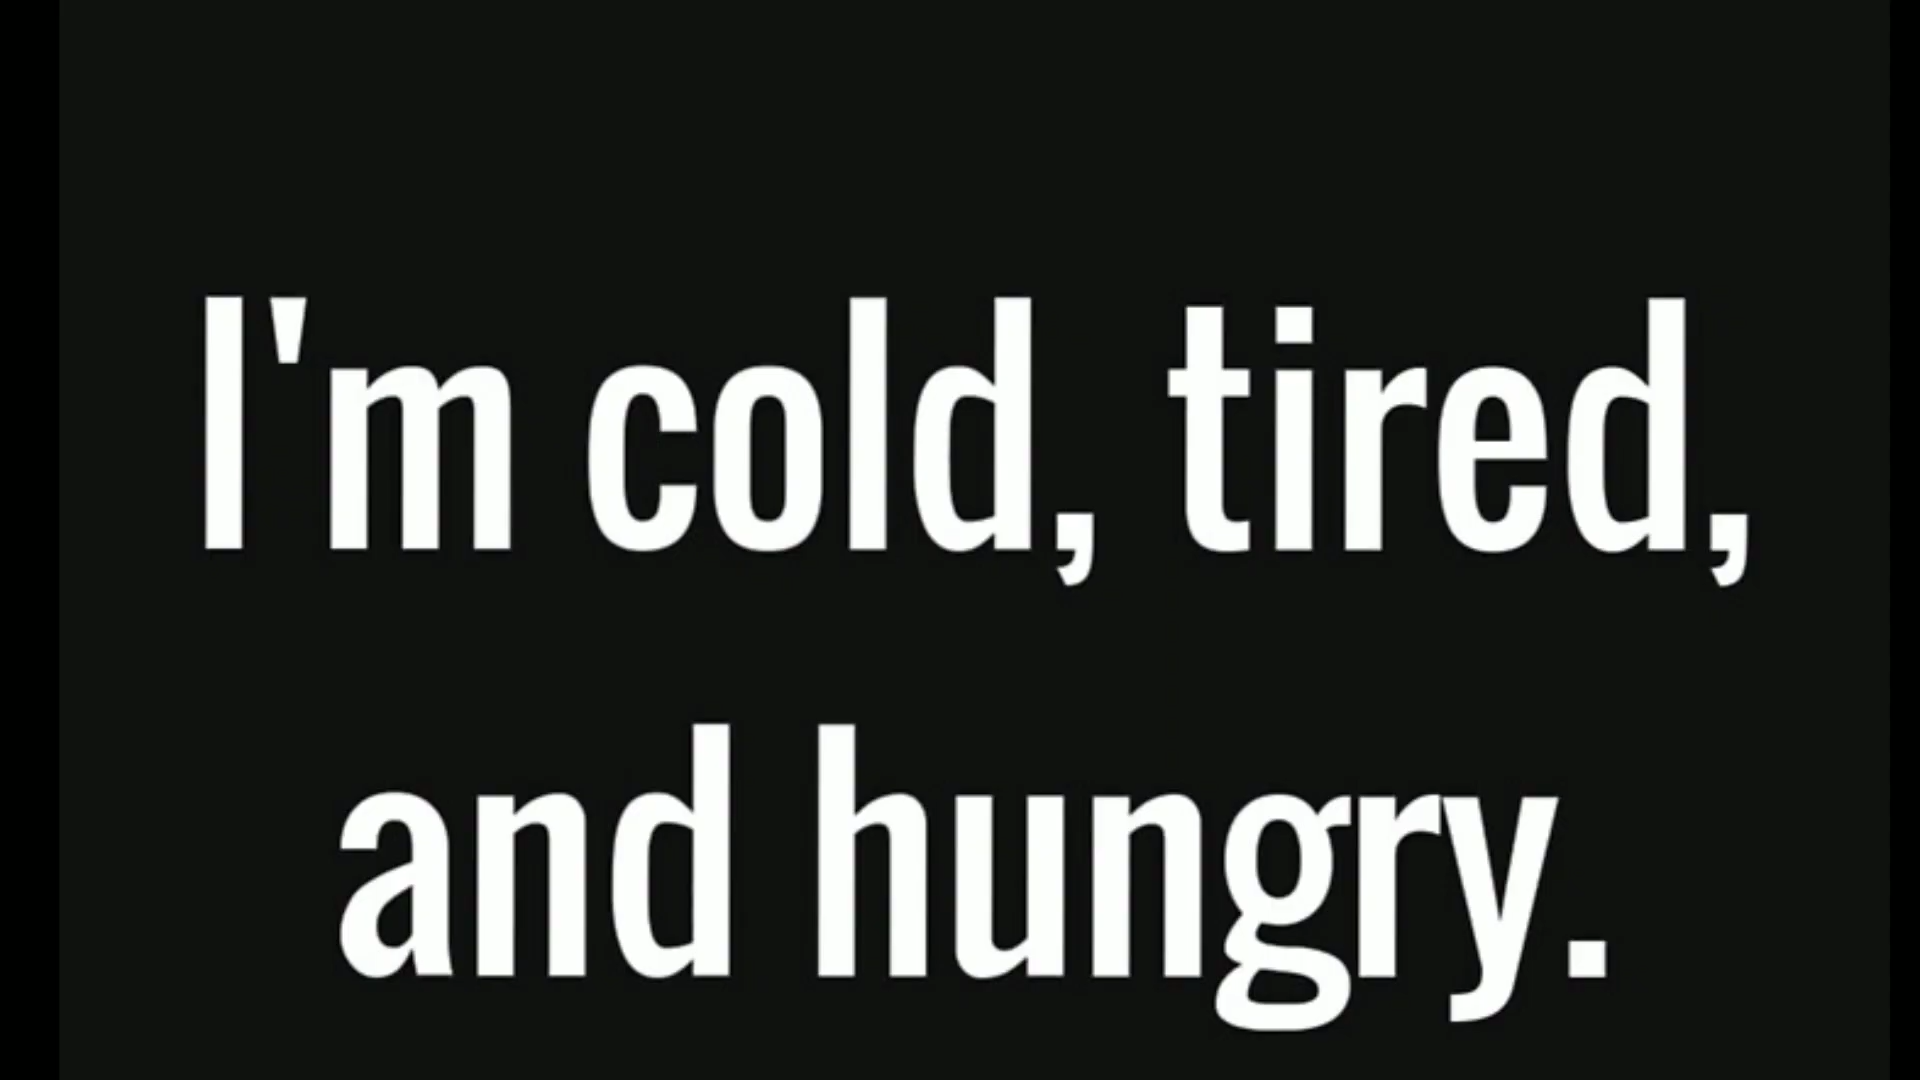 I'm cold, tired,
and hungry.